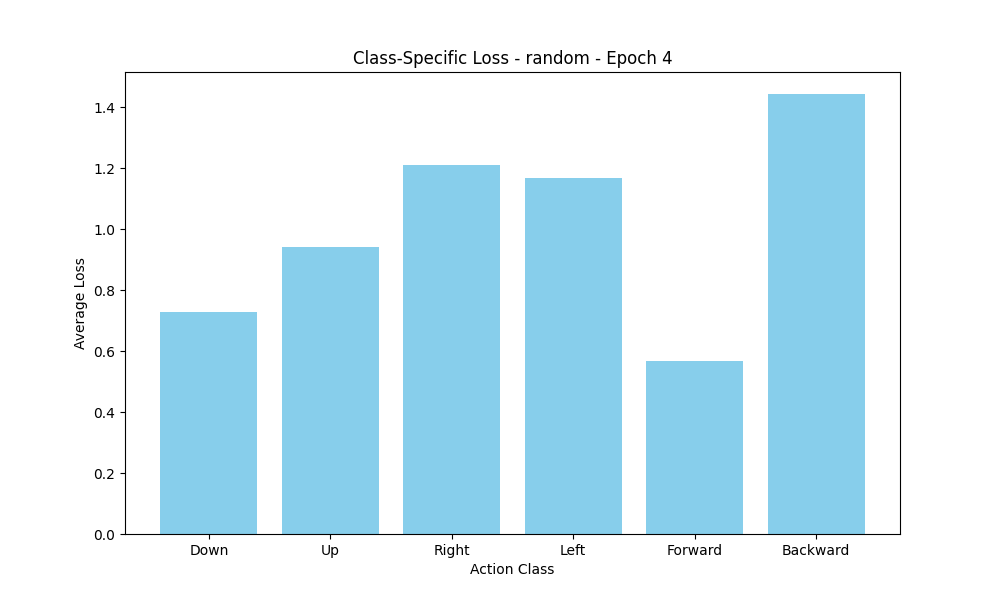 Class-Specific Loss - random - Epoch 4
1.4
1.2
1.0
0.8
0.6
0.4
0.2
0.0
Average Loss
Down Up Right Left Forward Backward
Action Class